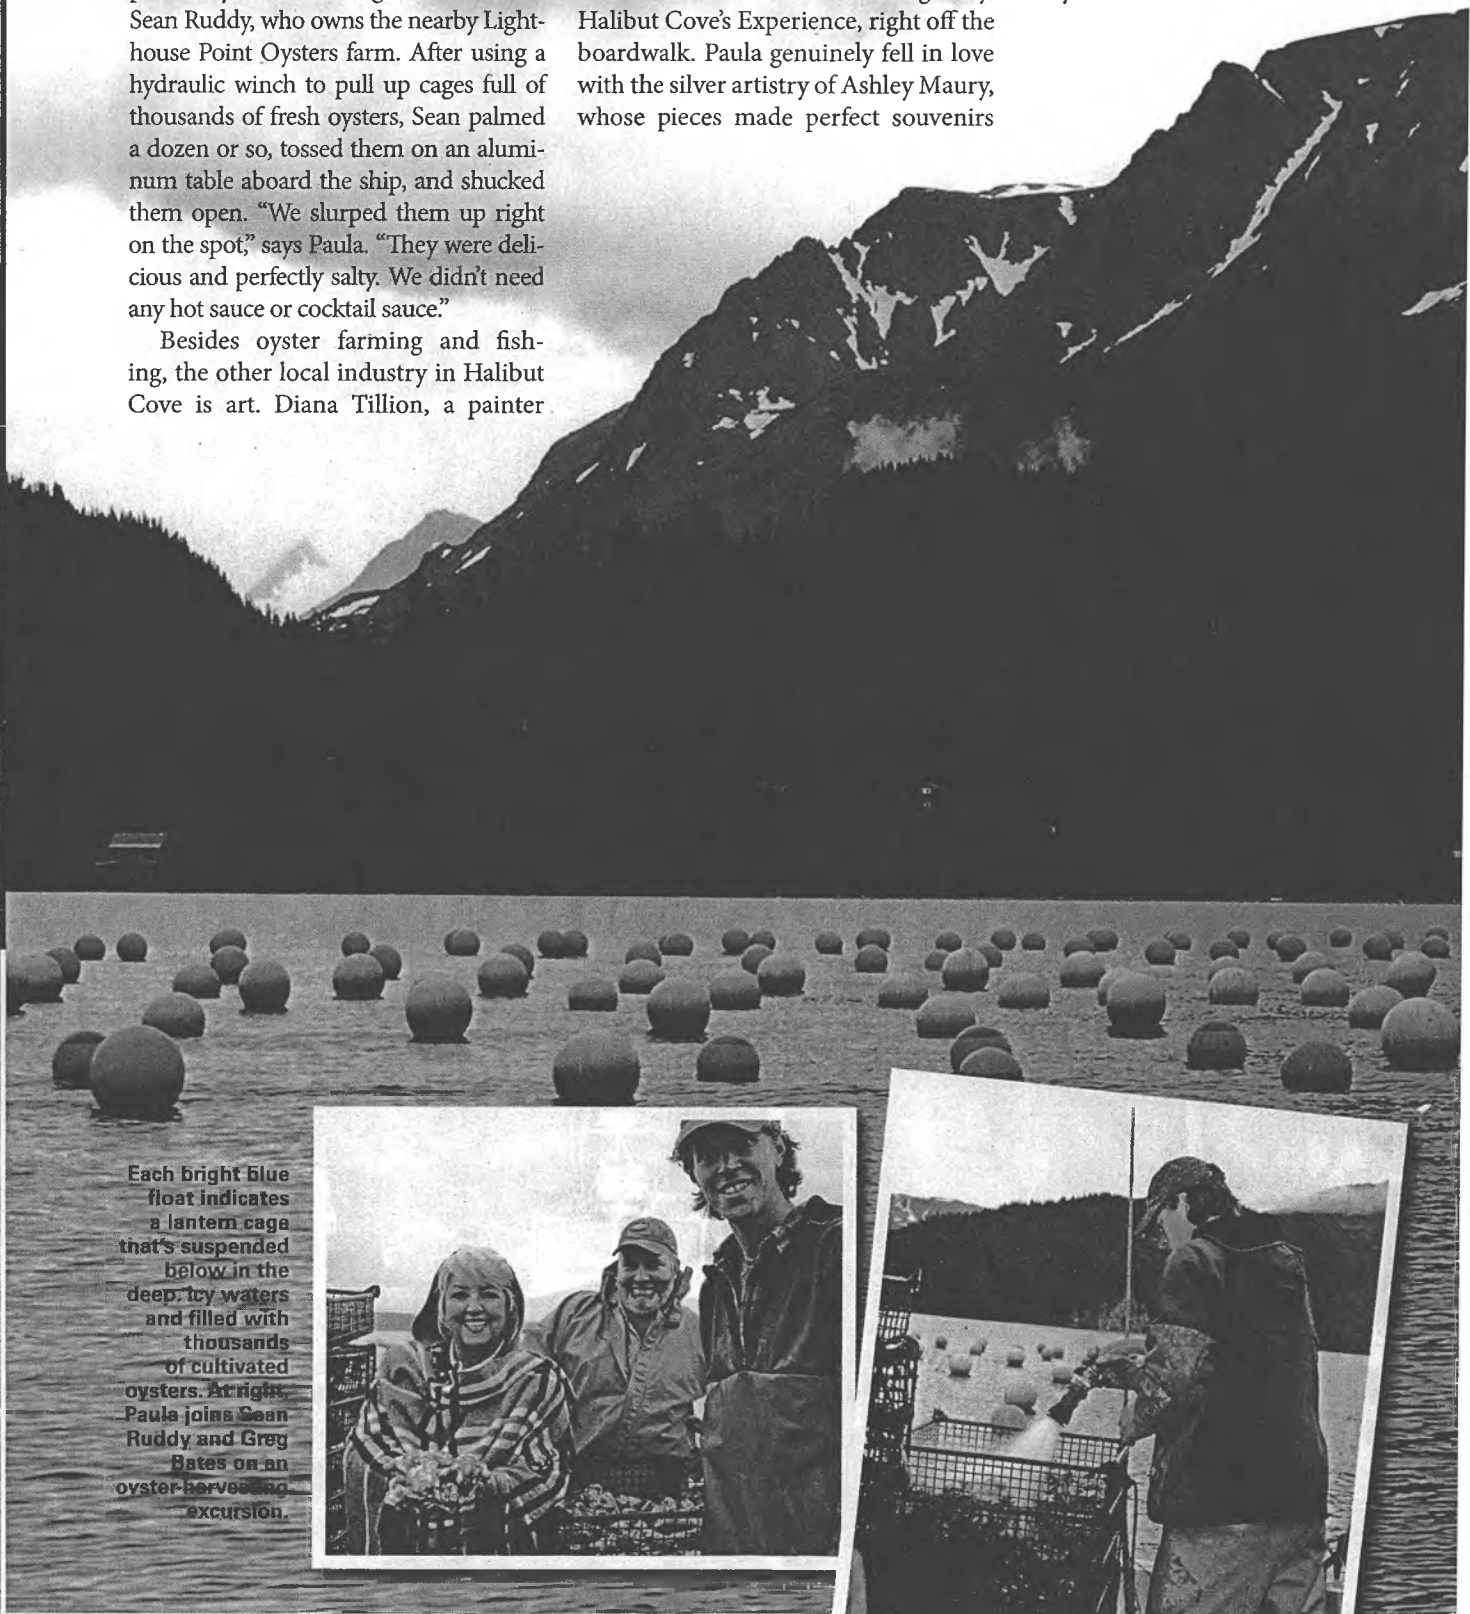 Sean Ruddy, who owns the nearby Light-
house Point Oysters farm. After using a
hydraulic winch to pull up cages full of
thousands of fresh oysters, Sean palmed
a dozen or so, tossed them on an alumi-
num table aboard the ship, and shucked
them open. “We slurped them up right
on the spot,” says Paula. “They were deli-
cious and perfectly salty. We didn’t need
any hot sauce or cocktail sauce.”
Besides oyster farming and fish-
ing, the other local industry in Halibut
Cove is art. Diana Tillion, a painter
Halibut Cove’s Experience, right off the
boardwalk. Paula genuinely fell in love
with the silver artistry of Ashley Maury,
whose pieces made perfect souvenirs
Each bright blue
float indicates
a lantern cage
that’s suspended
below in the
deep, icy waters
and filled with
thousands
of cultivated
oysters. At right,
Paula joins Sean
Ruddy and Greg
Bates on an
oyster-harvesting
excursion.